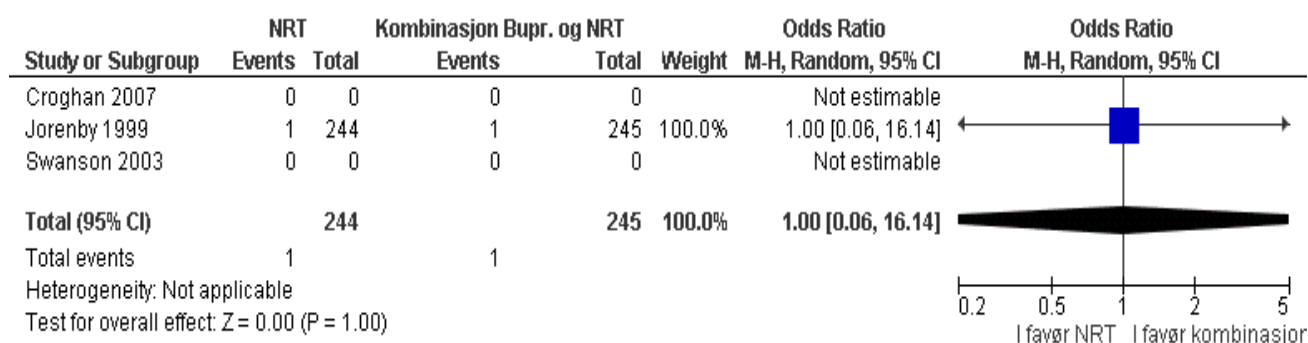 NRT Kombinasjon Bupr. og NRT Odds Ratio Odds Ratio
Study or Subgroup Events Total Events Total Weight M-H, Random, 95% CI M-H, Random, 95% CI
Croghan 2007 0 0 0 0 Not estimable
Jorenby 1999 1 244 1 245 100.0% 1.00 [0.06, 16.14]
Swanson 2003 0 0 0 0 Not estimable
Total (95% CI) 244 245 100.0% 1.00 [0.06, 16.14]
Total events 1 1
Heterogeneity: Not applicable
Test for overall effect: Z = 0.00 (P = 1.00)
0.2 0.5 1 2 5
I favør NRT I favør kombinasjon